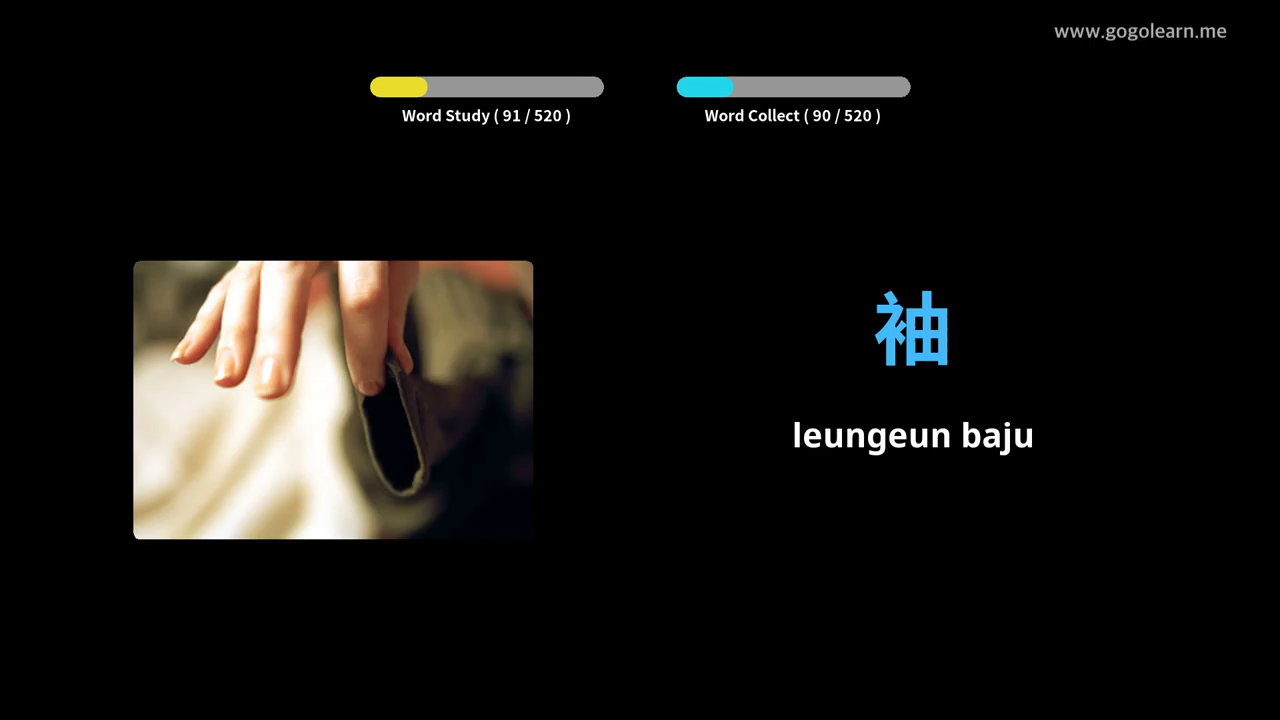 www.gogolearn.me
Word Study ( 91 / 520 )
Word Collect ( 90 / 520 )
袖
leungeun baju